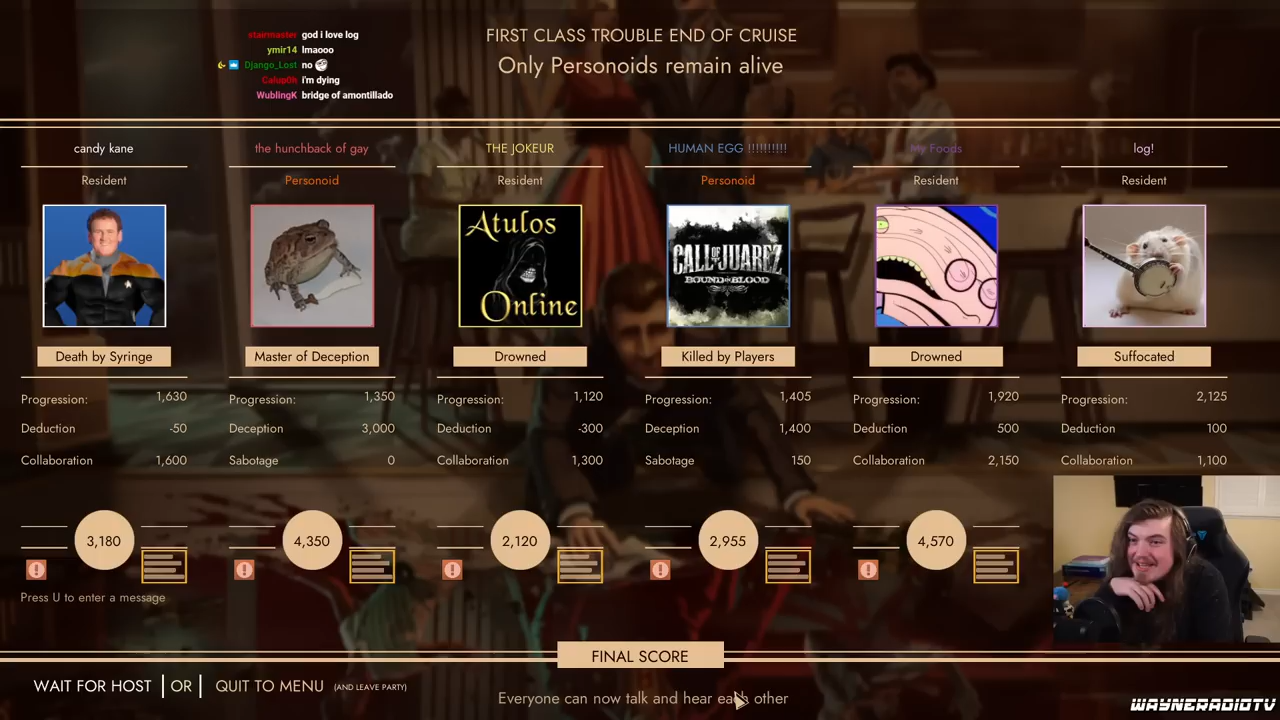 stairmaster god i love log
ymir14 lmaooo
Django_Lost no
Calup0h i'm dying
WublingK bridge of amontillado
FIRST CLASS TROUBLE END OF CRUISE
Only Personoids remain alive
candy kane
the hunchback of gay
THE JOKEUR
HUMAN EGG !!!!!!!!!!
My Foods
log!
Resident
Personoid
Resident
Personoid
Resident
Resident
Atulos
Online
CALL OF JUAREZ
BOUND IN BLOOD
Death by Syringe
Master of Deception
Drowned
Killed by Players
Drowned
Suffocated
Progression: 1,630
Deduction -50
Collaboration 1,600
Progression: 1,350
Deception 3,000
Sabotage 0
Progression: 1,120
Deduction -300
Collaboration 1,300
Progression: 1,405
Deception 1,400
Sabotage 150
Progression: 1,920
Deduction 500
Collaboration 2,150
Progression: 2,125
Deduction 100
Collaboration 1,100
3,180
4,350
2,120
2,955
4,570
Press U to enter a message
FINAL SCORE
WAIT FOR HOST | OR | QUIT TO MENU (AND LEAVE PARTY)
Everyone can now talk and hear each other
WAYNERADIOTV